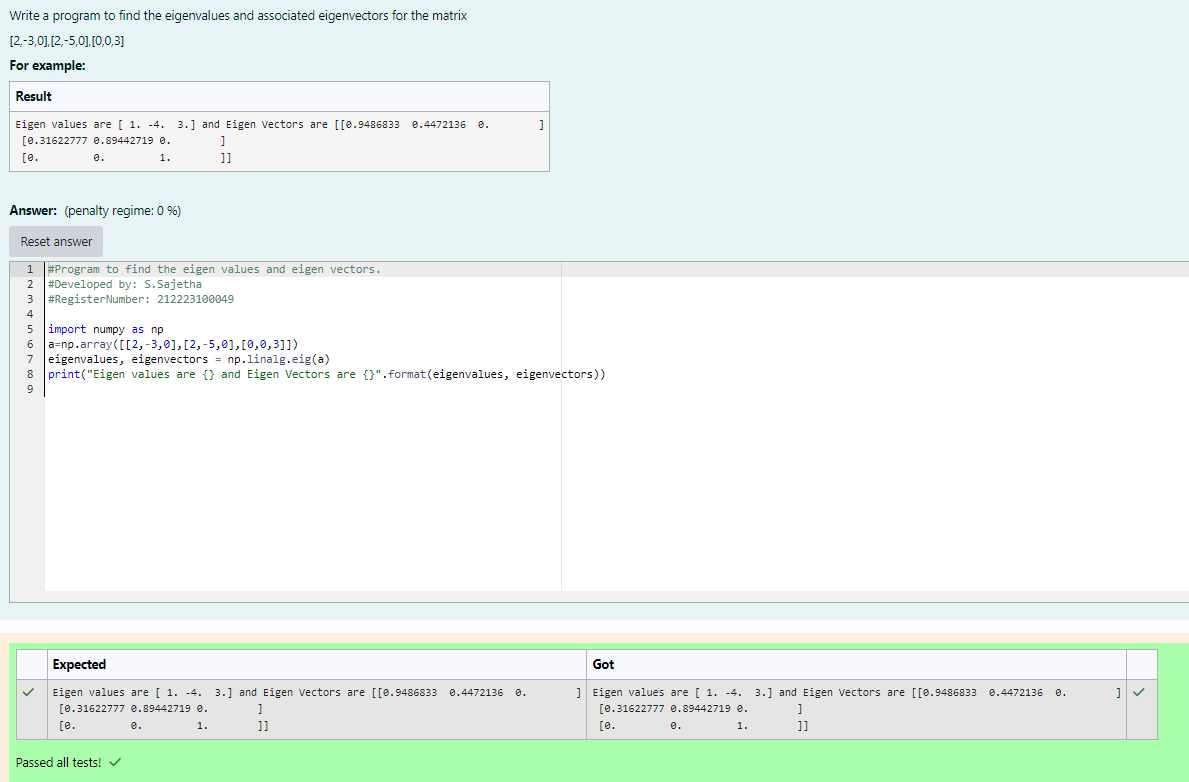 Write a program to find the eigenvalues and associated eigenvectors for the matrix
[2,-3,0],[2,-5,0],[0,0,3]
For example:
Result
Eigen values are [ 1. -4.  3.] and Eigen Vectors are [[0.9486833  0.4472136  0.        ]
 [0.31622777 0.89442719 0.        ]
 [0.         0.         1.        ]]
Answer: (penalty regime: 0 %)
Reset answer
1 #Program to find the eigen values and eigen vectors.
2 #Developed by: S.Sajetha
3 #RegisterNumber: 212223100049
4
5 import numpy as np
6 a=np.array([[2,-3,0],[2,-5,0],[0,0,3]])
7 eigenvalues, eigenvectors = np.linalg.eig(a)
8 print("Eigen values are {} and Eigen Vectors are {}".format(eigenvalues, eigenvectors))
9
Expected Got
Eigen values are [ 1. -4.  3.] and Eigen Vectors are [[0.9486833  0.4472136  0.        ] Eigen values are [ 1. -4.  3.] and Eigen Vectors are [[0.9486833  0.4472136  0.        ]
 [0.31622777 0.89442719 0.        ] [0.31622777 0.89442719 0.        ]
 [0.         0.         1.        ]] [0.         0.         1.        ]]
Passed all tests!